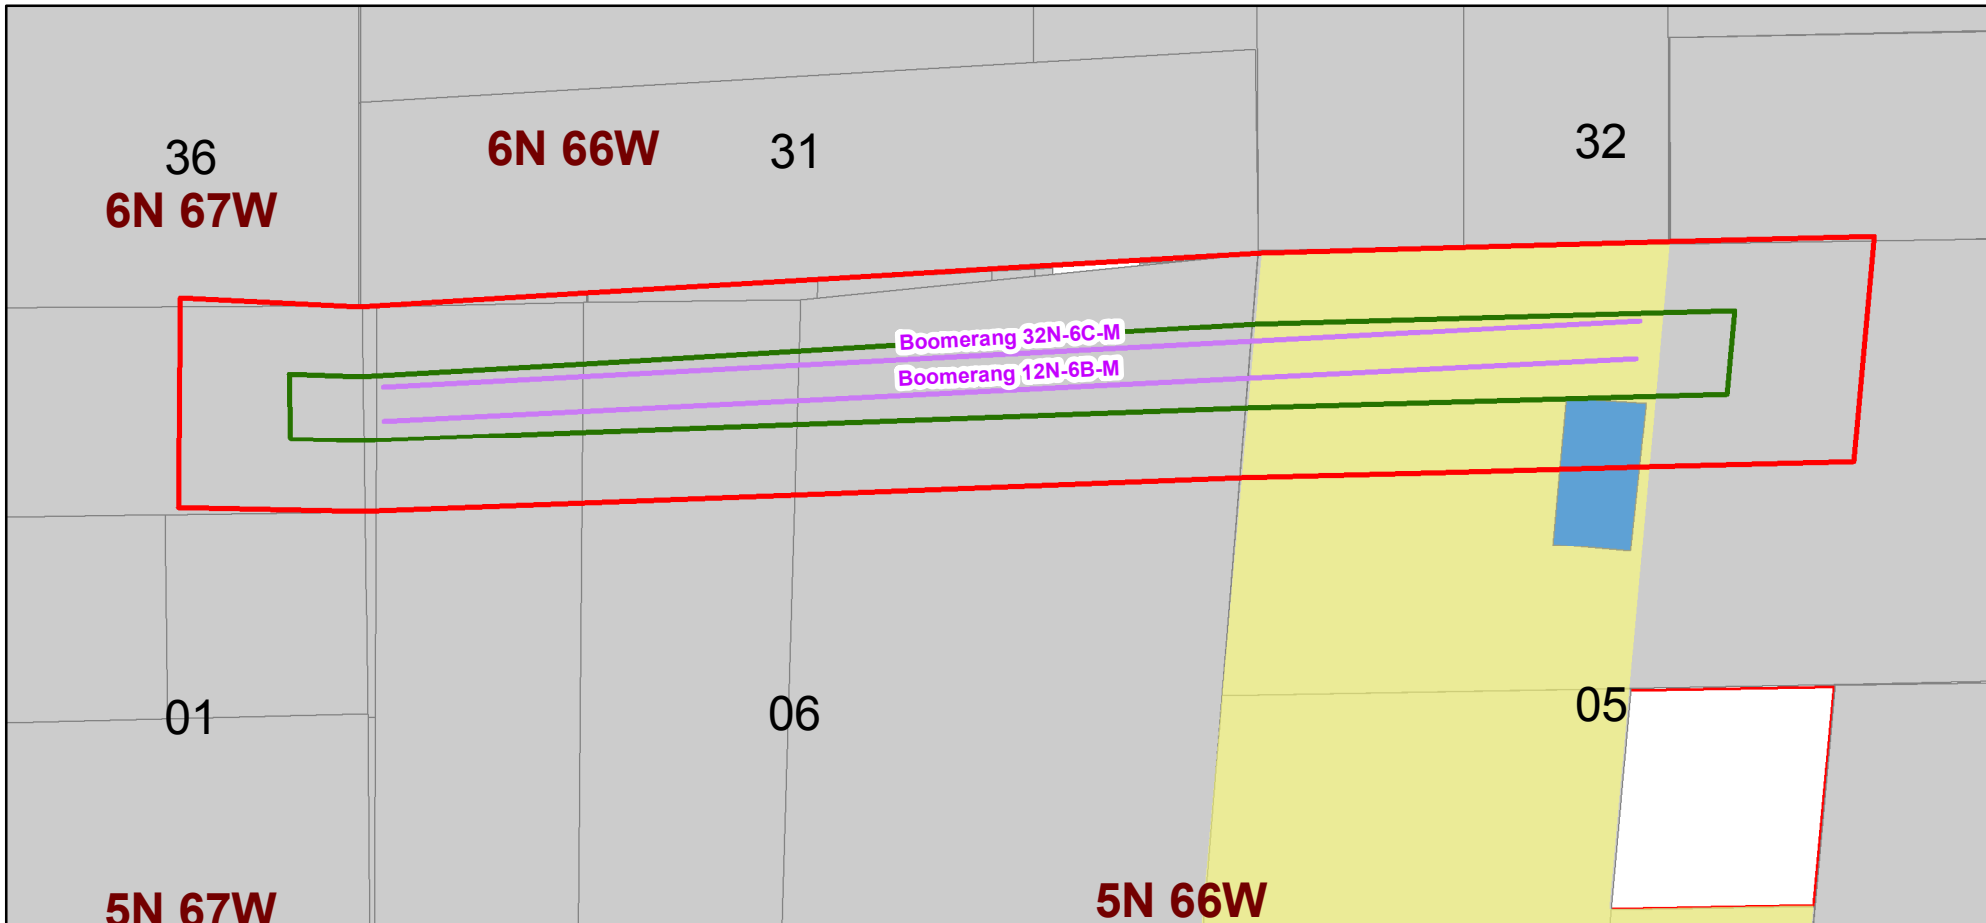 36
6N 66W
31
32
6N 67W
Boomerang 32N-6C-M
Boomerang 12N-6B-M
01
06
05
5N 67W
5N 66W